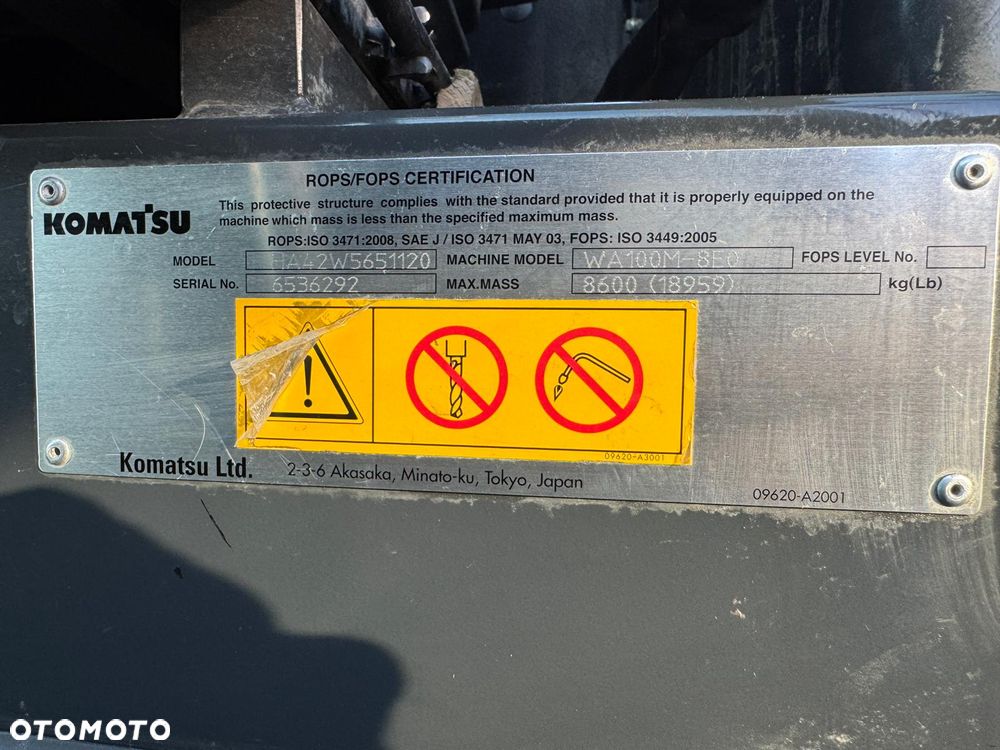 ROPS/FOPS CERTIFICATION
KOMATSU
This protective structure complies with the standard provided that it is properly equipped on the
machine which mass is less than the specified maximum mass.
ROPS:ISO 3471:2008, SAE J / ISO 3471 MAY 03, FOPS: ISO 3449:2005
MODEL MACHINE MODEL WA100M-8E0 FOPS LEVEL No.
SERIAL No. 6536292 MAX.MASS 8600 (18959) kg(Lb)
09620-A3001
Komatsu Ltd. 2-3-6 Akasaka, Minato-ku, Tokyo, Japan
09620-A2001
OTOMOTO